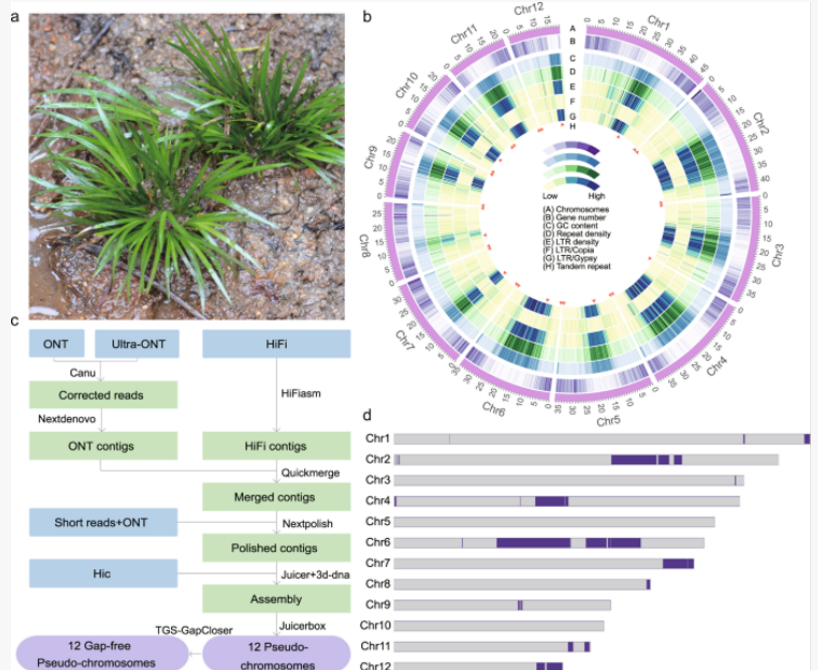 a
b
Chr12
Chr1
Chr2
Chr3
Chr4
Chr5
Chr6
Chr7
Chr8
Chr9
Chr10
Chr11
A
B
C
D
E
F
G
H
Low
High
(A) Chromosomes
(B) Gene number
(C) GC content
(D) Repeat density
(E) LTR density
(F) LTR/Copia
(G) LTR/Gypsy
(H) Tandem repeat
c
ONT
Ultra-ONT
HiFi
Canu
Corrected reads
HiFiasm
Nextdenovo
ONT contigs
HiFi contigs
Quickmerge
Merged contigs
Short reads+ONT
Nextpolish
Polished contigs
Hic
Juicer+3d-dna
Assembly
TGS-GapCloser
Juicerbox
12 Gap-free
Pseudo-chromosomes
12 Pseudo-
chromosomes
d
Chr1
Chr2
Chr3
Chr4
Chr5
Chr6
Chr7
Chr8
Chr9
Chr10
Chr11
Chr12